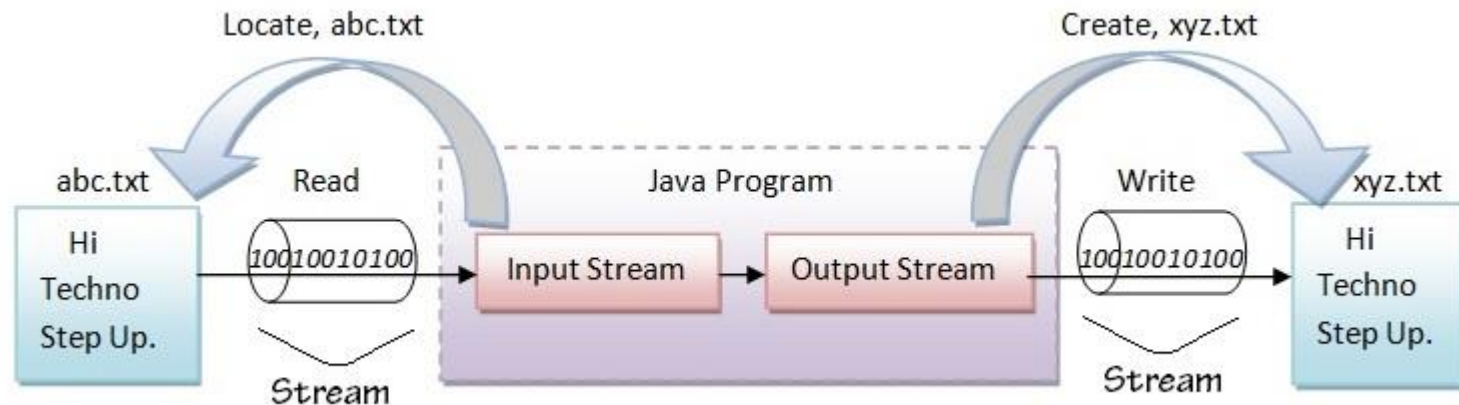 Locate, abc.txt
Create, xyz.txt
abc.txt
Read
Java Program
Write
xyz.txt
Hi
Techno
Step Up.
10010010100
Input Stream
Output Stream
10010010100
Hi
Techno
Step Up.
Stream
Stream